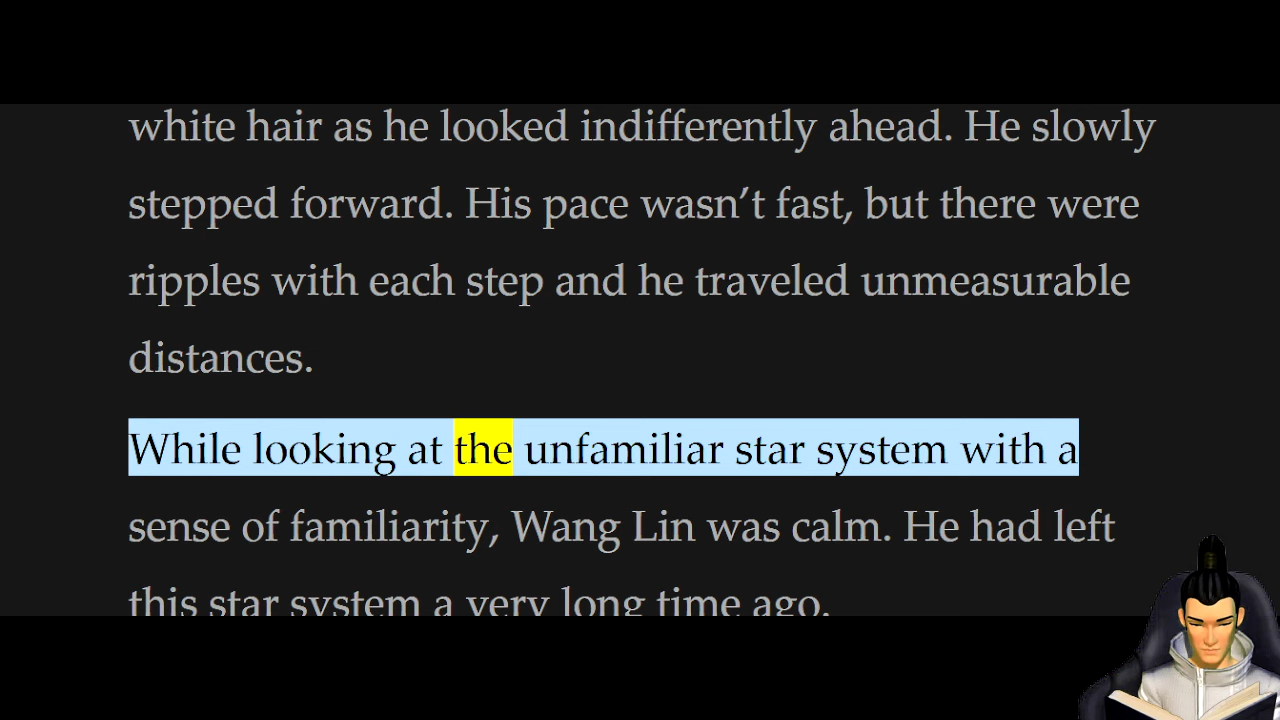 white hair as he looked indifferently ahead. He slowly
stepped forward. His pace wasn’t fast, but there were
ripples with each step and he traveled unmeasurable
distances.
While looking at the unfamiliar star system with a
sense of familiarity, Wang Lin was calm. He had left
this star system a very long time ago.